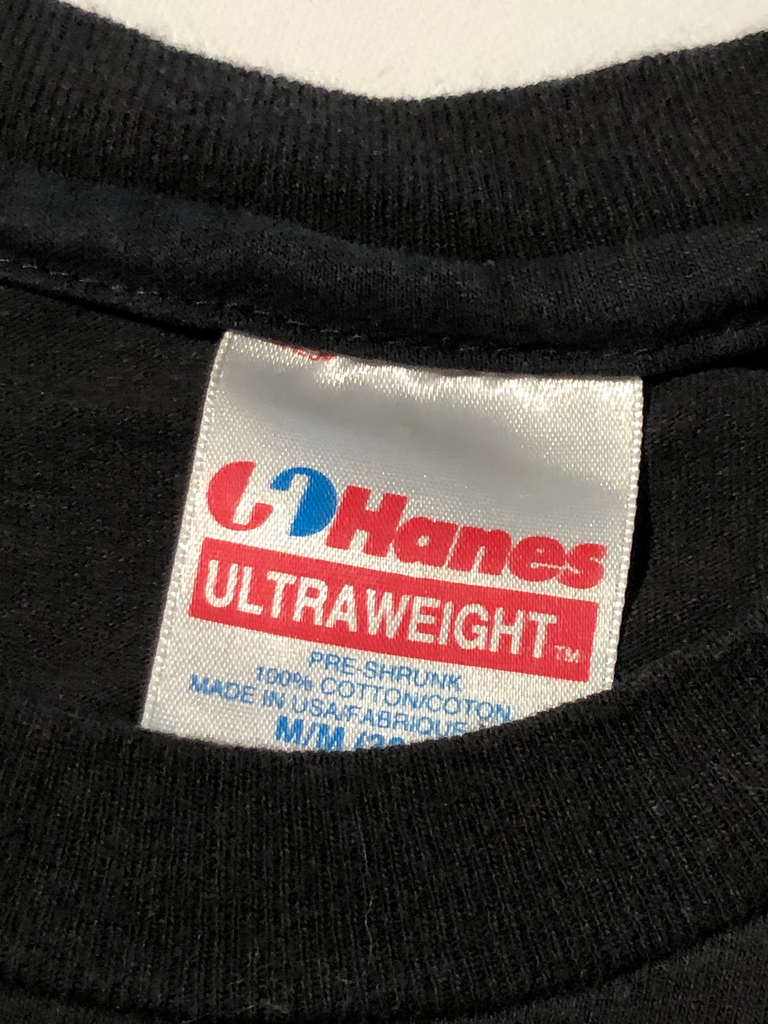 Hanes
ULTRAWEIGHT™
PRE-SHRUNK
100% COTTON/COTON
MADE IN USA/FABRIQUE
M/M